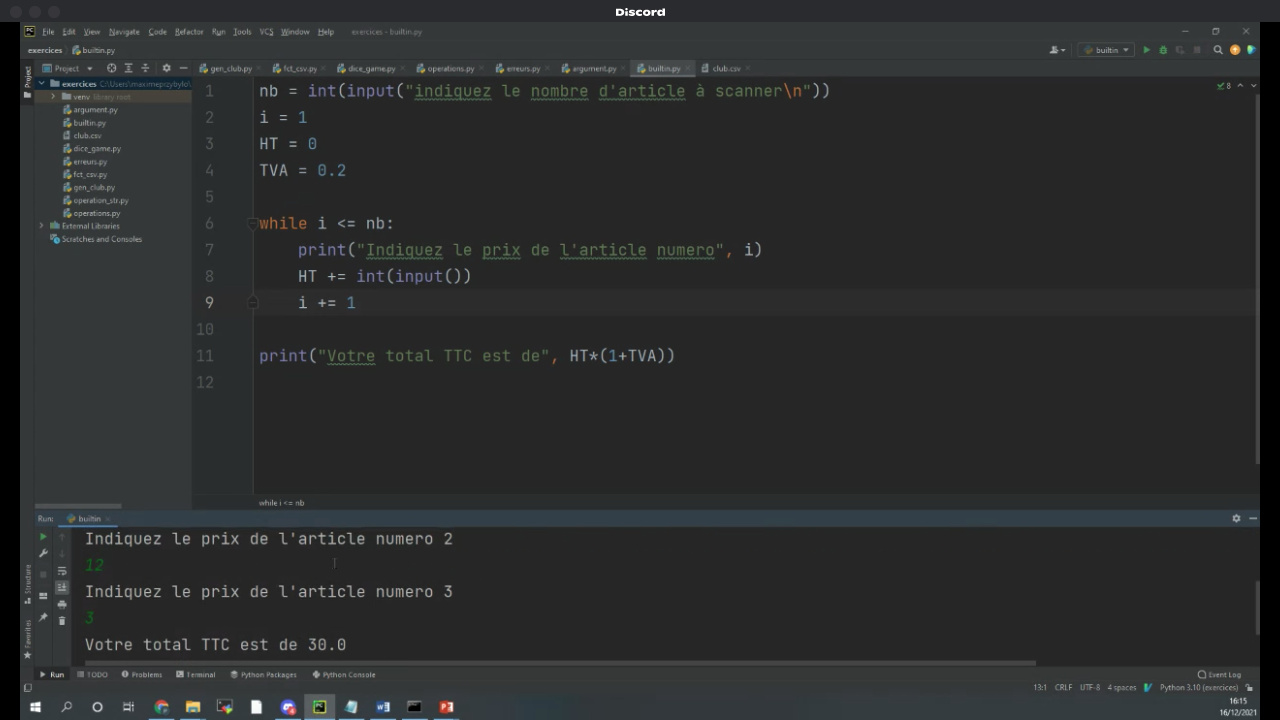 Discord
File Edit View Navigate Code Refactor Run Tools VCS Window Help exercices - builtin.py
exercices builtin.py
builtin
Project
gen_club.py fct_csv.py dice_game.py operations.py erreurs.py argument.py builtin.py club.csv
Project
exercices C:\Users\maximeprzybylo\
venv library root
argument.py
builtin.py
club.csv
dice_game.py
erreurs.py
fct_csv.py
gen_club.py
operation_str.py
operations.py
External Libraries
Scratches and Consoles
1 nb = int(input("indiquez le nombre d'article à scanner\n"))
2 i = 1
3 HT = 0
4 TVA = 0.2
5
6 while i <= nb:
7 print("Indiquez le prix de l'article numero", i)
8 HT += int(input())
9 i += 1
10
11 print("Votre total TTC est de", HT*(1+TVA))
12
8
while i <= nb
Run: builtin
Indiquez le prix de l'article numero 2
12
Indiquez le prix de l'article numero 3
3
Votre total TTC est de 30.0
Structure
Favorites
Run TODO Problems Terminal Python Packages Python Console Event Log
13:1 CRLF UTF-8 4 spaces Python 3.10 (exercices)
16:15
16/12/2021